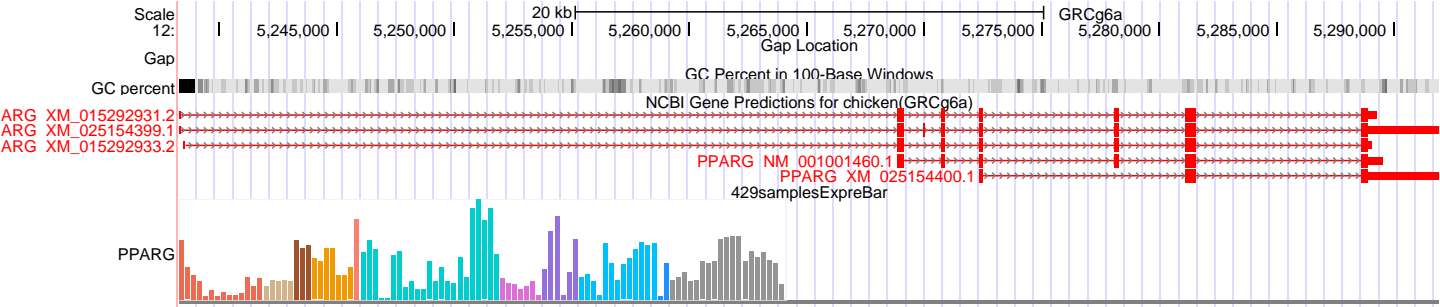 Scale 20 kb GRCg6a
12: 5,245,000 5,250,000 5,255,000 5,260,000 5,265,000 5,270,000 5,275,000 5,280,000 5,285,000 5,290,000
Gap Location
Gap
GC Percent in 100-Base Windows
GC percent
NCBI Gene Predictions for chicken(GRCg6a)
ARG XM_015292931.2
ARG XM_025154399.1
ARG XM_015292933.2
PPARG NM_001001460.1
PPARG XM_025154400.1
429samplesExpreBar
PPARG